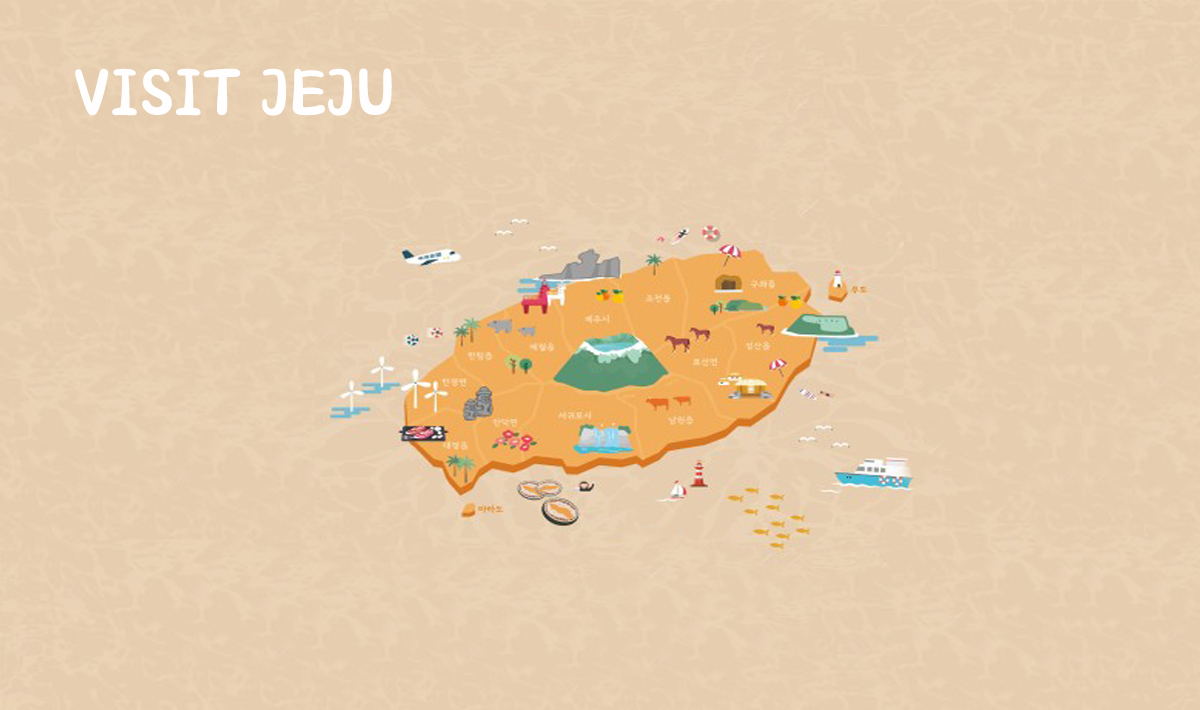 VISIT JEJU
구좌읍
우도
조천읍
제주시
성산읍
애월읍
한림읍
표선면
한경면
서귀포시
남원읍
안덕면
대정읍
마라도